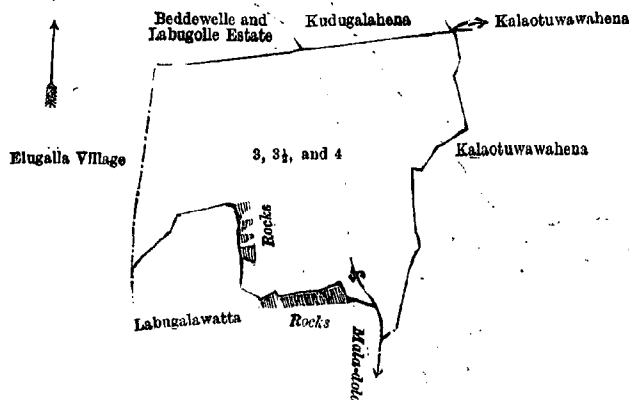 Beddewelle and
Labugolle Estate
Kudugalahena
Kalaotuwawahena
Elugalla Village
3, 3½, and 4
Kalaotuwawahena
Rocks
Labugalawatta
Rocks
Mala-dola